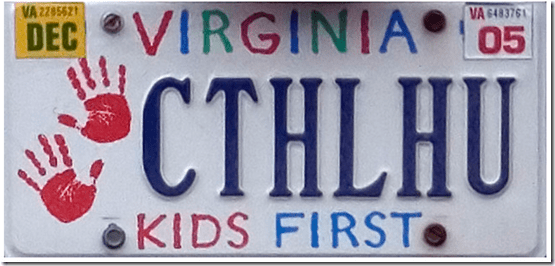 VA 2285621 VIRGINIA VA 6483761
DEC 05
CTHLHU
KIDS FIRST